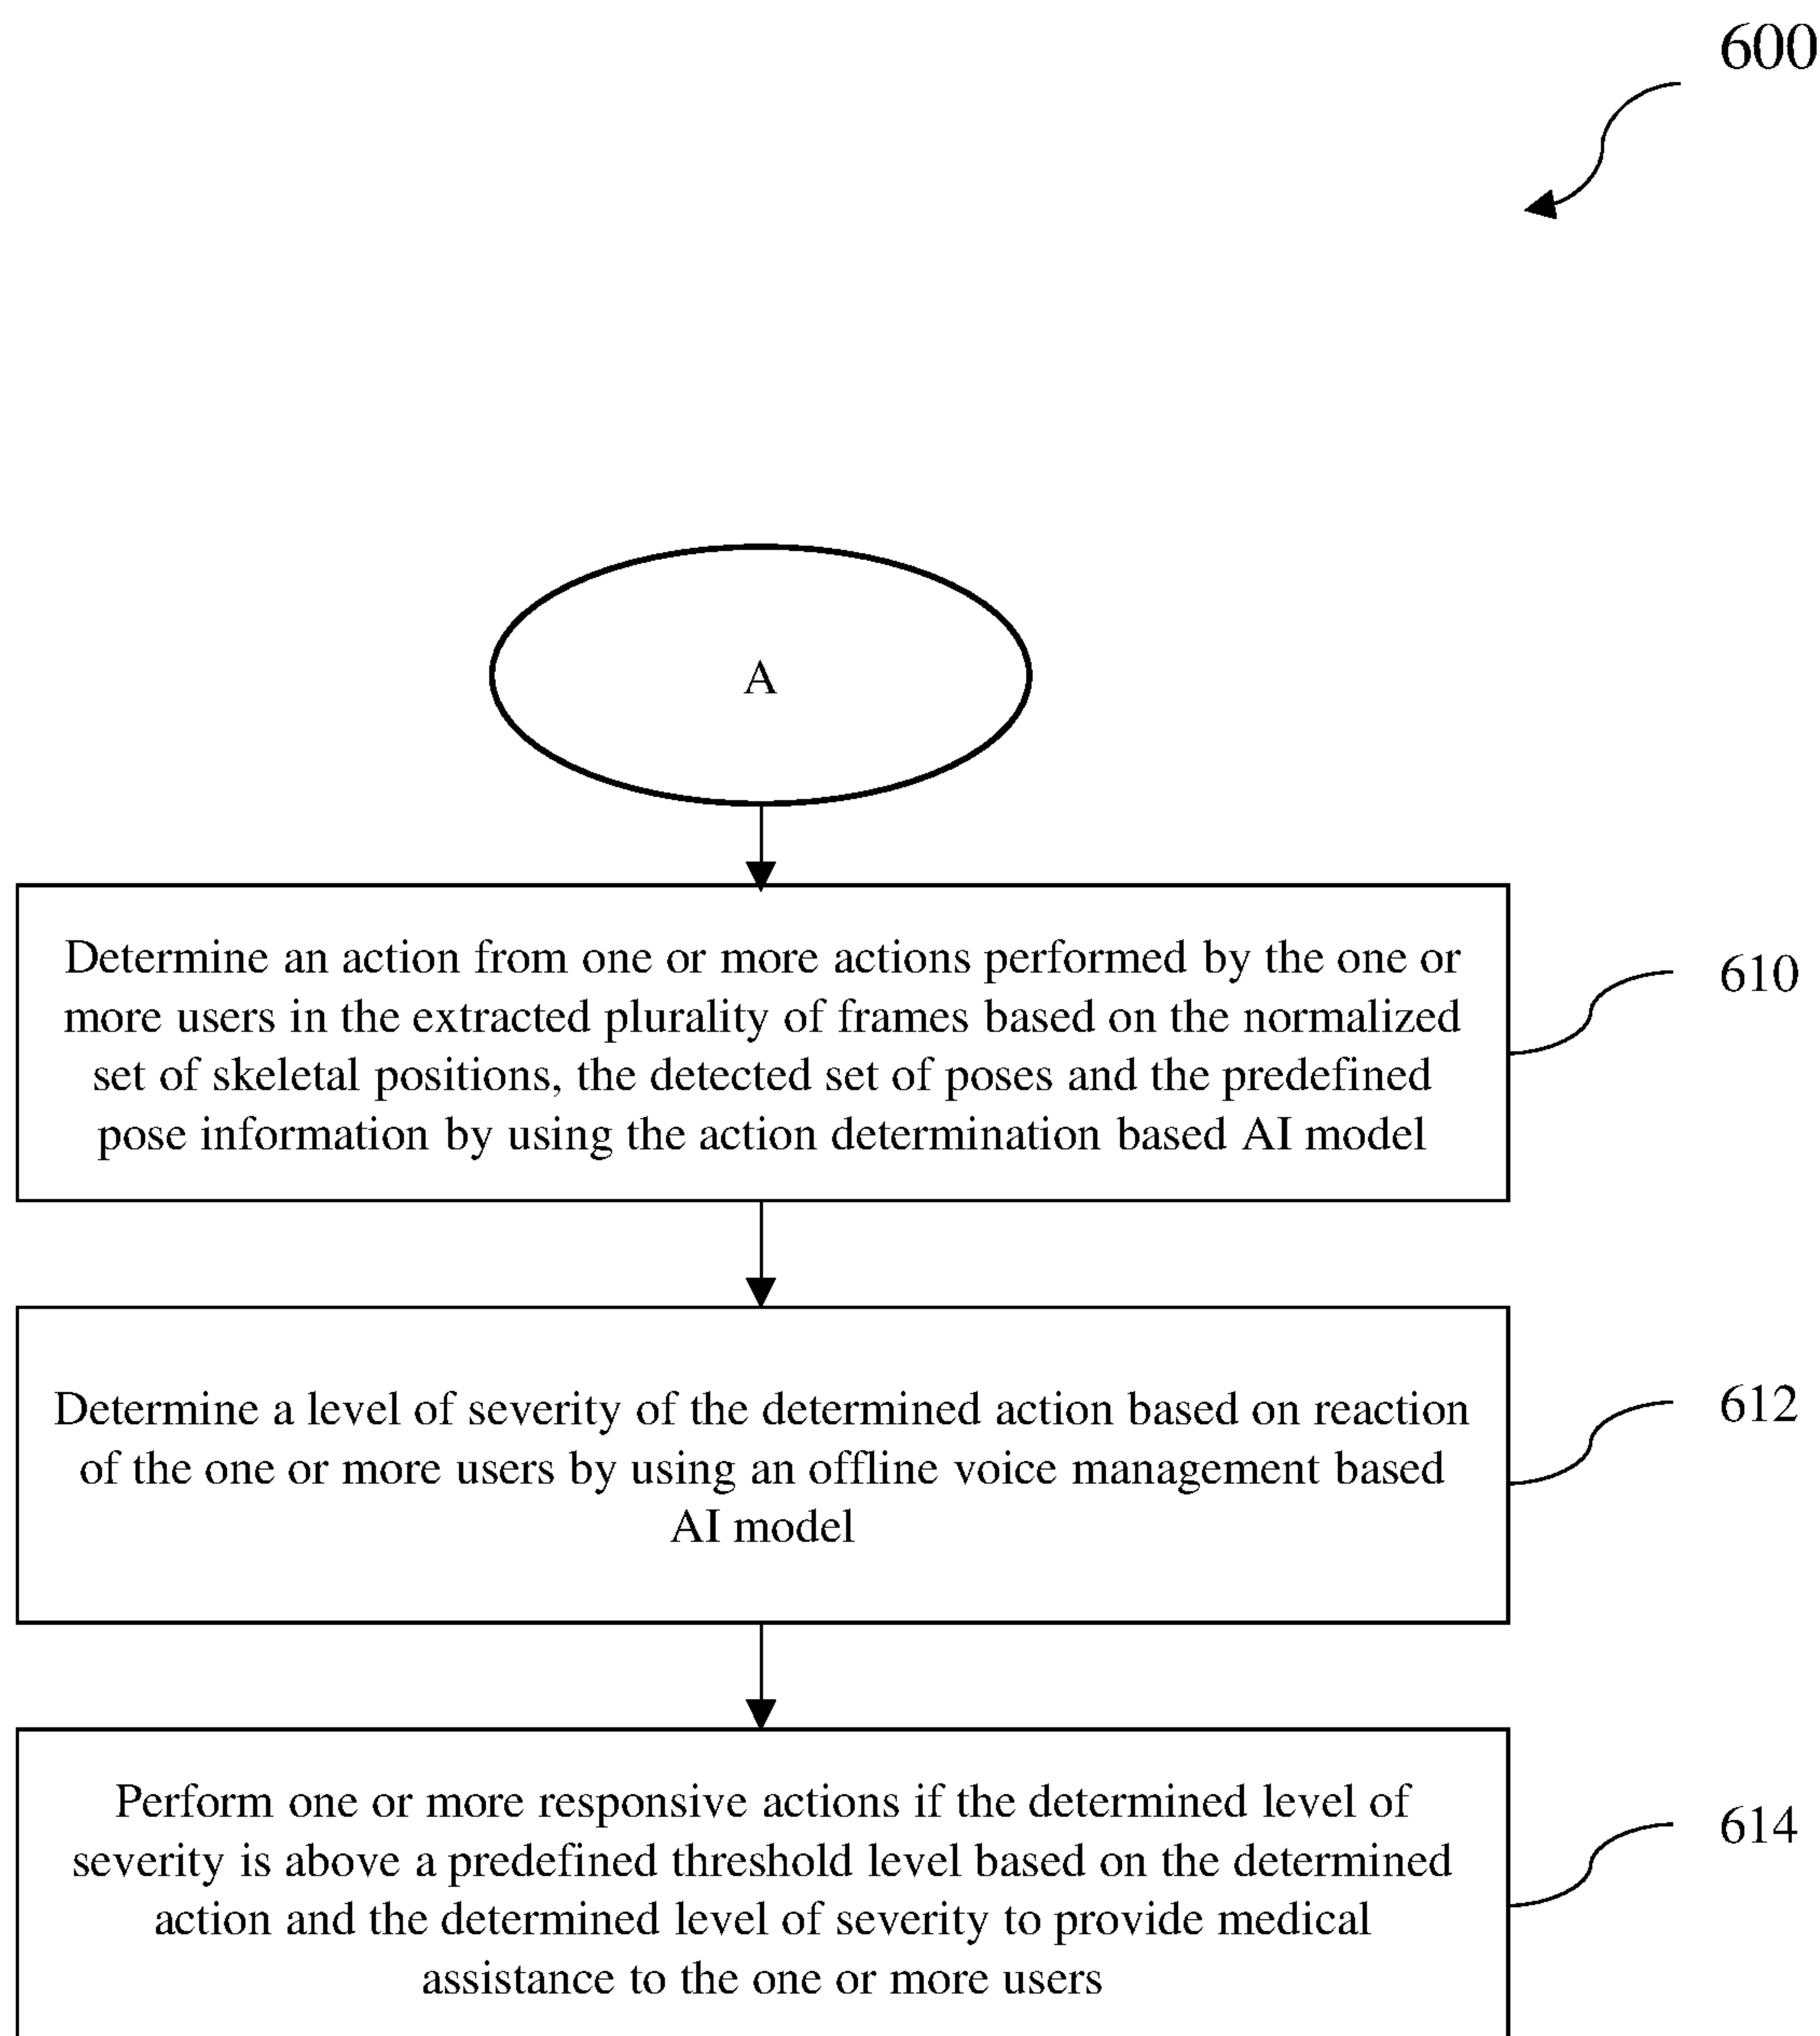 600
A
Determine an action from one or more actions performed by the one or
more users in the extracted plurality of frames based on the normalized
set of skeletal positions, the detected set of poses and the predefined
pose information by using the action determination based AI model
610
Determine a level of severity of the determined action based on reaction
of the one or more users by using an offline voice management based
AI model
612
Perform one or more responsive actions if the determined level of
severity is above a predefined threshold level based on the determined
action and the determined level of severity to provide medical
assistance to the one or more users
614